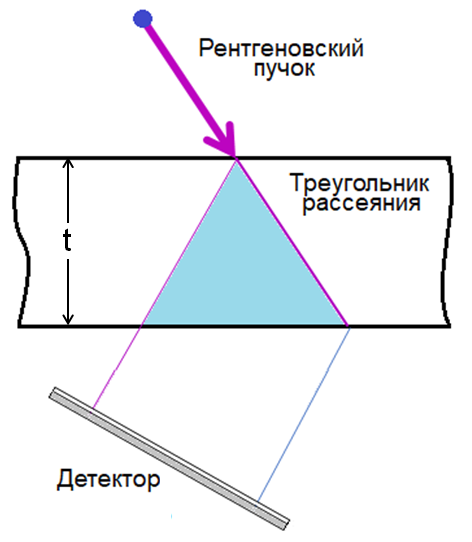 Рентгеновский
пучок
Треугольник
рассеяния
t
Детектор